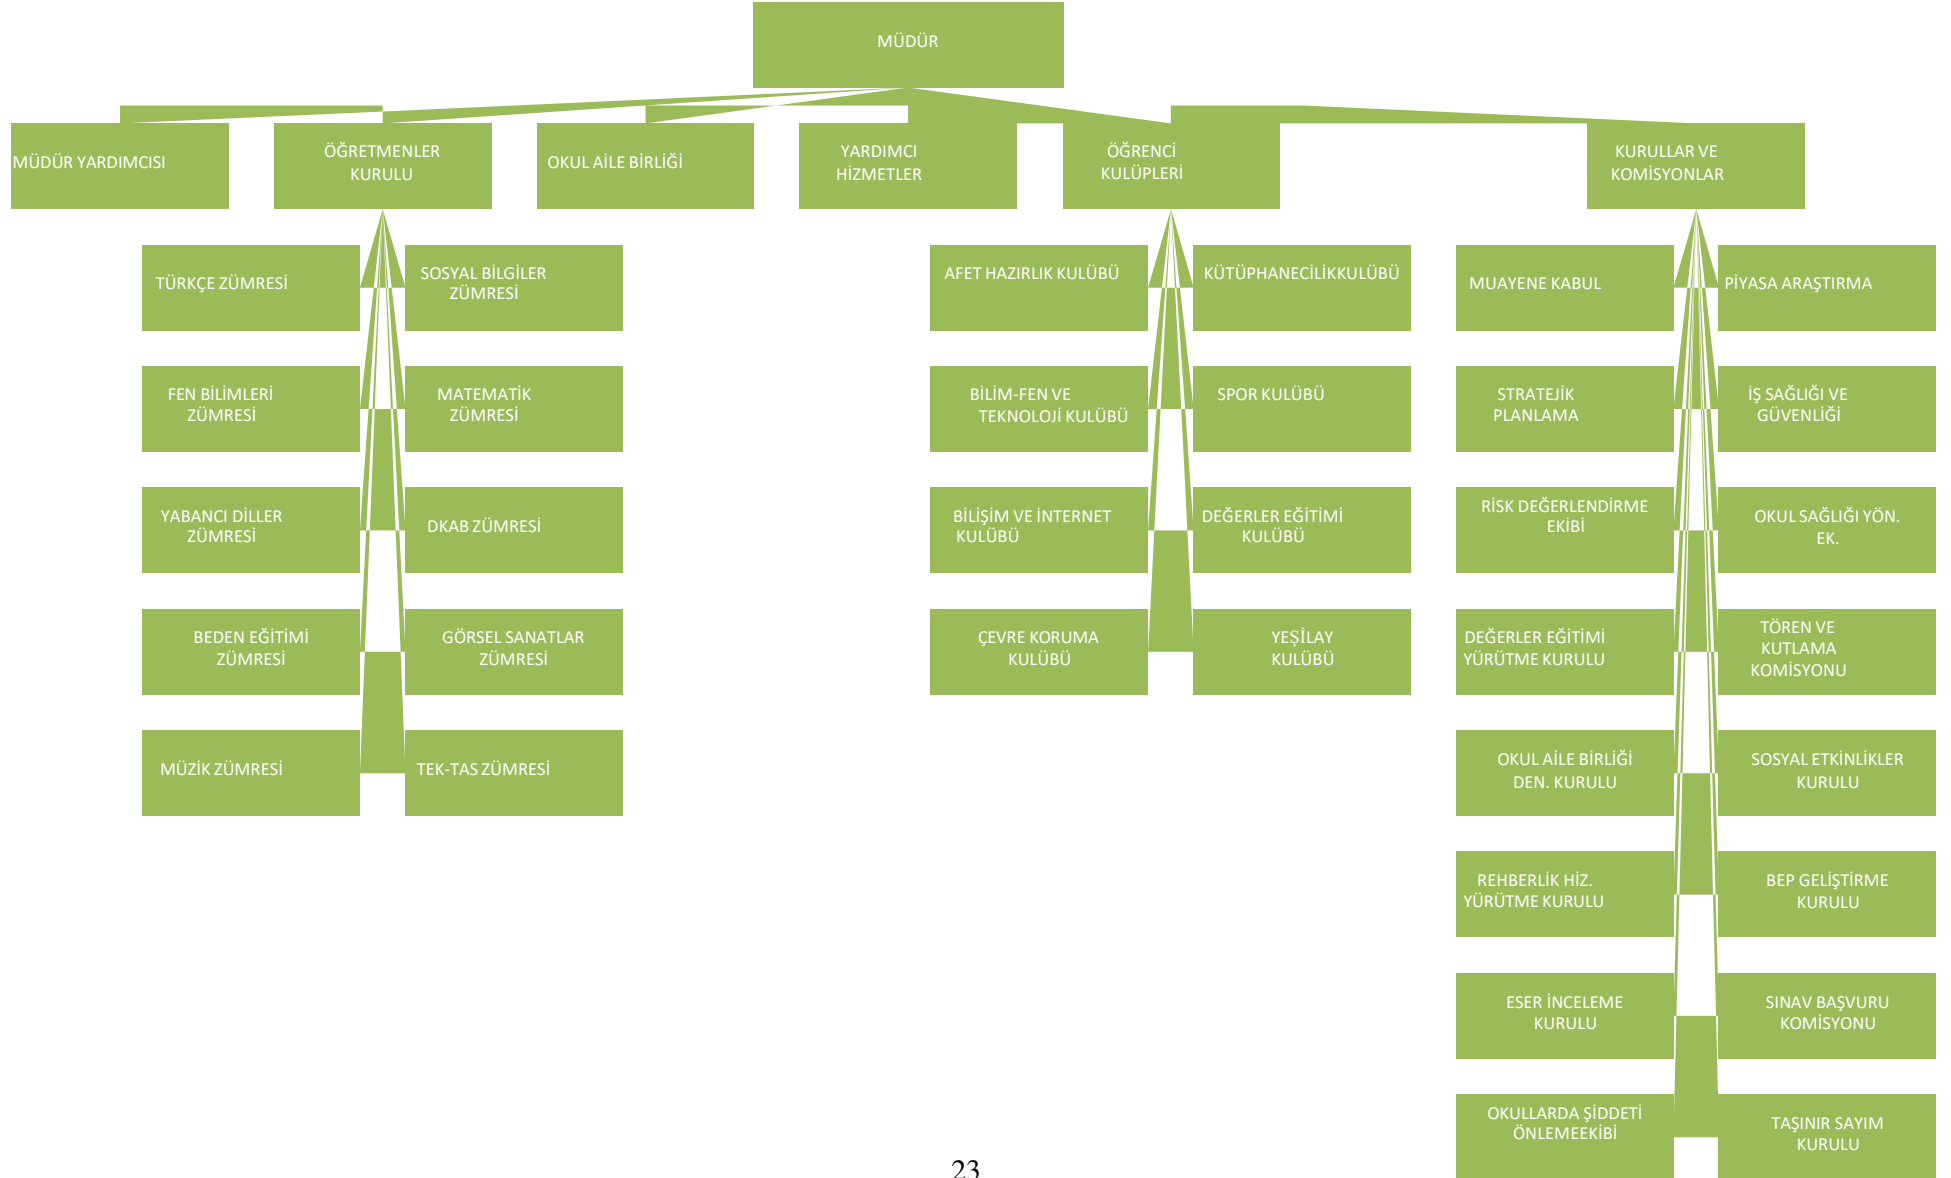 MÜDÜR
MÜDÜR YARDIMCISI
ÖĞRETMENLER
KURULU
OKUL AİLE BİRLİĞİ
YARDIMCI
HİZMETLER
ÖĞRENCİ
KULÜPLERİ
KURULLAR VE
KOMİSYONLAR
TÜRKÇE ZÜMRESİ
SOSYAL BİLGİLER
ZÜMRESİ
FEN BİLİMLERİ
ZÜMRESİ
MATEMATİK
ZÜMRESİ
YABANCI DİLLER
ZÜMRESİ
DKAB ZÜMRESİ
BEDEN EĞİTİMİ
ZÜMRESİ
GÖRSEL SANATLAR
ZÜMRESİ
MÜZİK ZÜMRESİ
TEK-TAS ZÜMRESİ
AFET HAZIRLIK KULÜBÜ
KÜTÜPHANECİLİKKULÜBÜ
BİLİM-FEN VE
TEKNOLOJİ KULÜBÜ
SPOR KULÜBÜ
BİLİŞİM VE İNTERNET
KULÜBÜ
DEĞERLER EĞİTİMİ
KULÜBÜ
ÇEVRE KORUMA
KULÜBÜ
YEŞİLAY
KULÜBÜ
MUAYENE KABUL
PİYASA ARAŞTIRMA
STRATEJİK
PLANLAMA
İŞ SAĞLIĞI VE
GÜVENLİĞİ
RİSK DEĞERLENDİRME
EKİBİ
OKUL SAĞLIĞI YÖN.
EK.
DEĞERLER EĞİTİMİ
YÜRÜTME KURULU
TÖREN VE
KUTLAMA
KOMİSYONU
OKUL AİLE BİRLİĞİ
DEN. KURULU
SOSYAL ETKİNLİKLER
KURULU
REHBERLİK HİZ.
YÜRÜTME KURULU
BEP GELİŞTİRME
KURULU
ESER İNCELEME
KURULU
SINAV BAŞVURU
KOMİSYONU
OKULLARDA ŞİDDETİ
ÖNLEMEEKİBİ
TAŞINIR SAYIM
KURULU
23